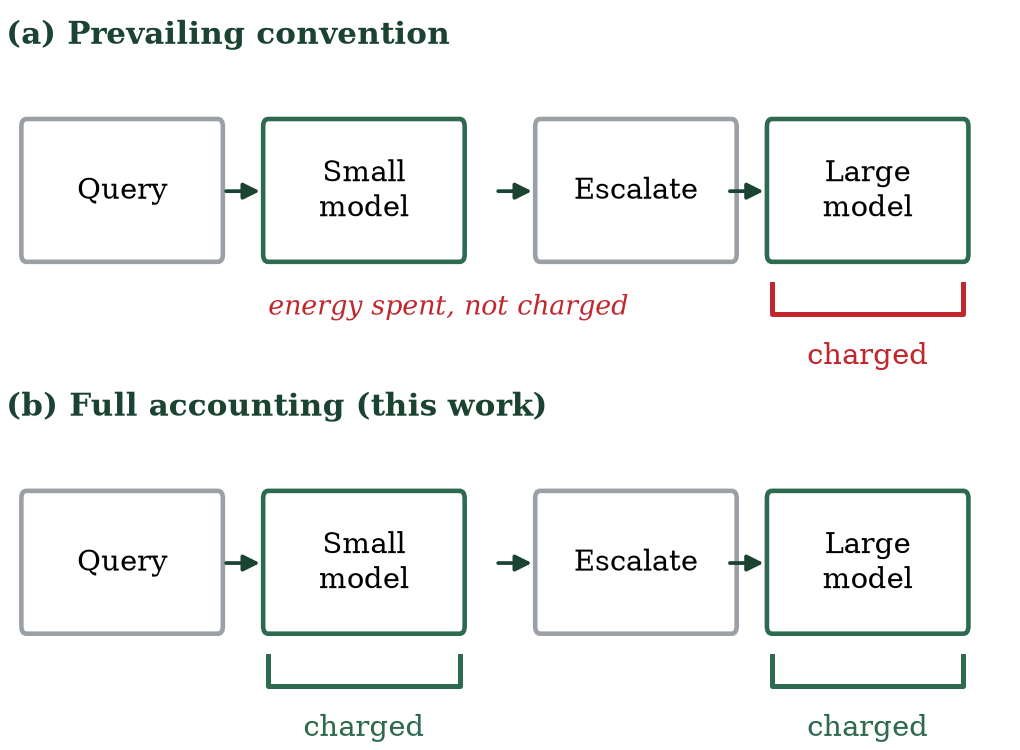 (a) Prevailing convention
Query
Small
model
Escalate
Large
model
energy spent, not charged
charged
(b) Full accounting (this work)
Query
Small
model
Escalate
Large
model
charged
charged